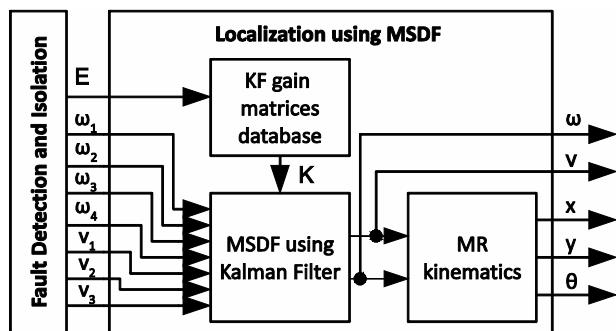 Fault Detection and Isolation
Localization using MSDF
E
KF gain
matrices
database
K
ω1
ω2
ω3
ω4
v1
v2
v3
MSDF using
Kalman Filter
MR
kinematics
ω
v
x
y
θ